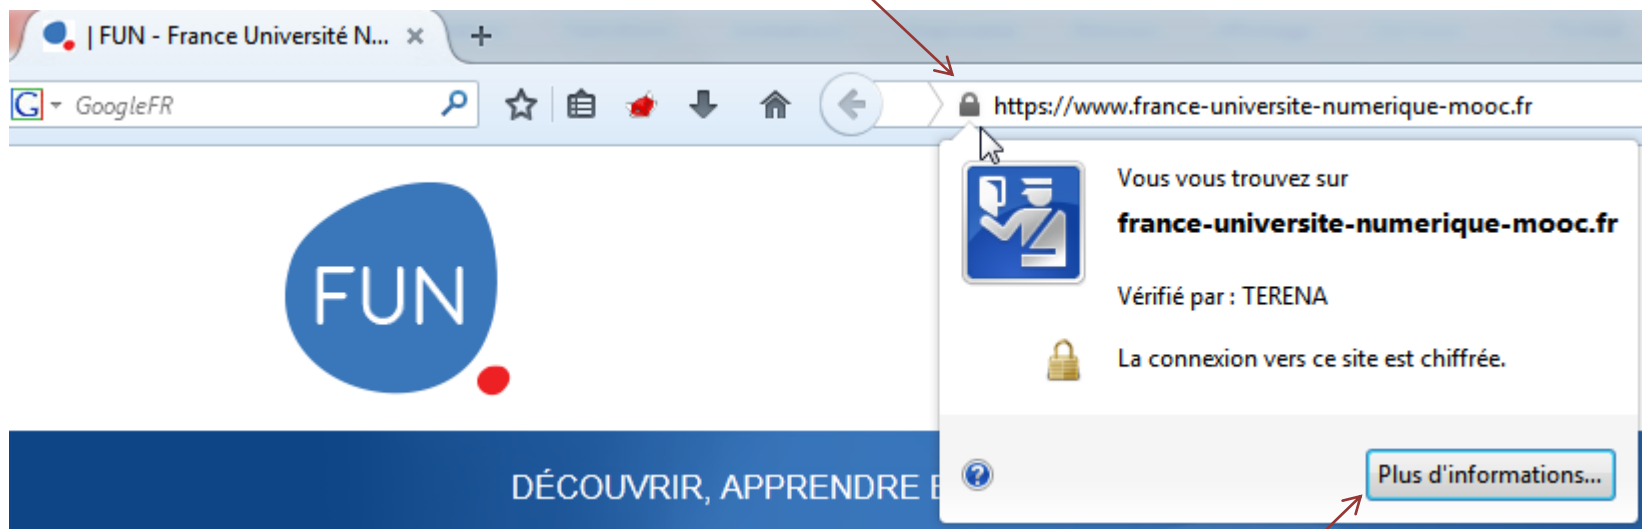 | FUN - France Université N...
GoogleFR
https://www.france-universite-numerique-mooc.fr
Vous vous trouvez sur
france-universite-numerique-mooc.fr
Vérifié par : TERENA
La connexion vers ce site est chiffrée.
FUN
DÉCOUVRIR, APPRENDRE
Plus d'informations...